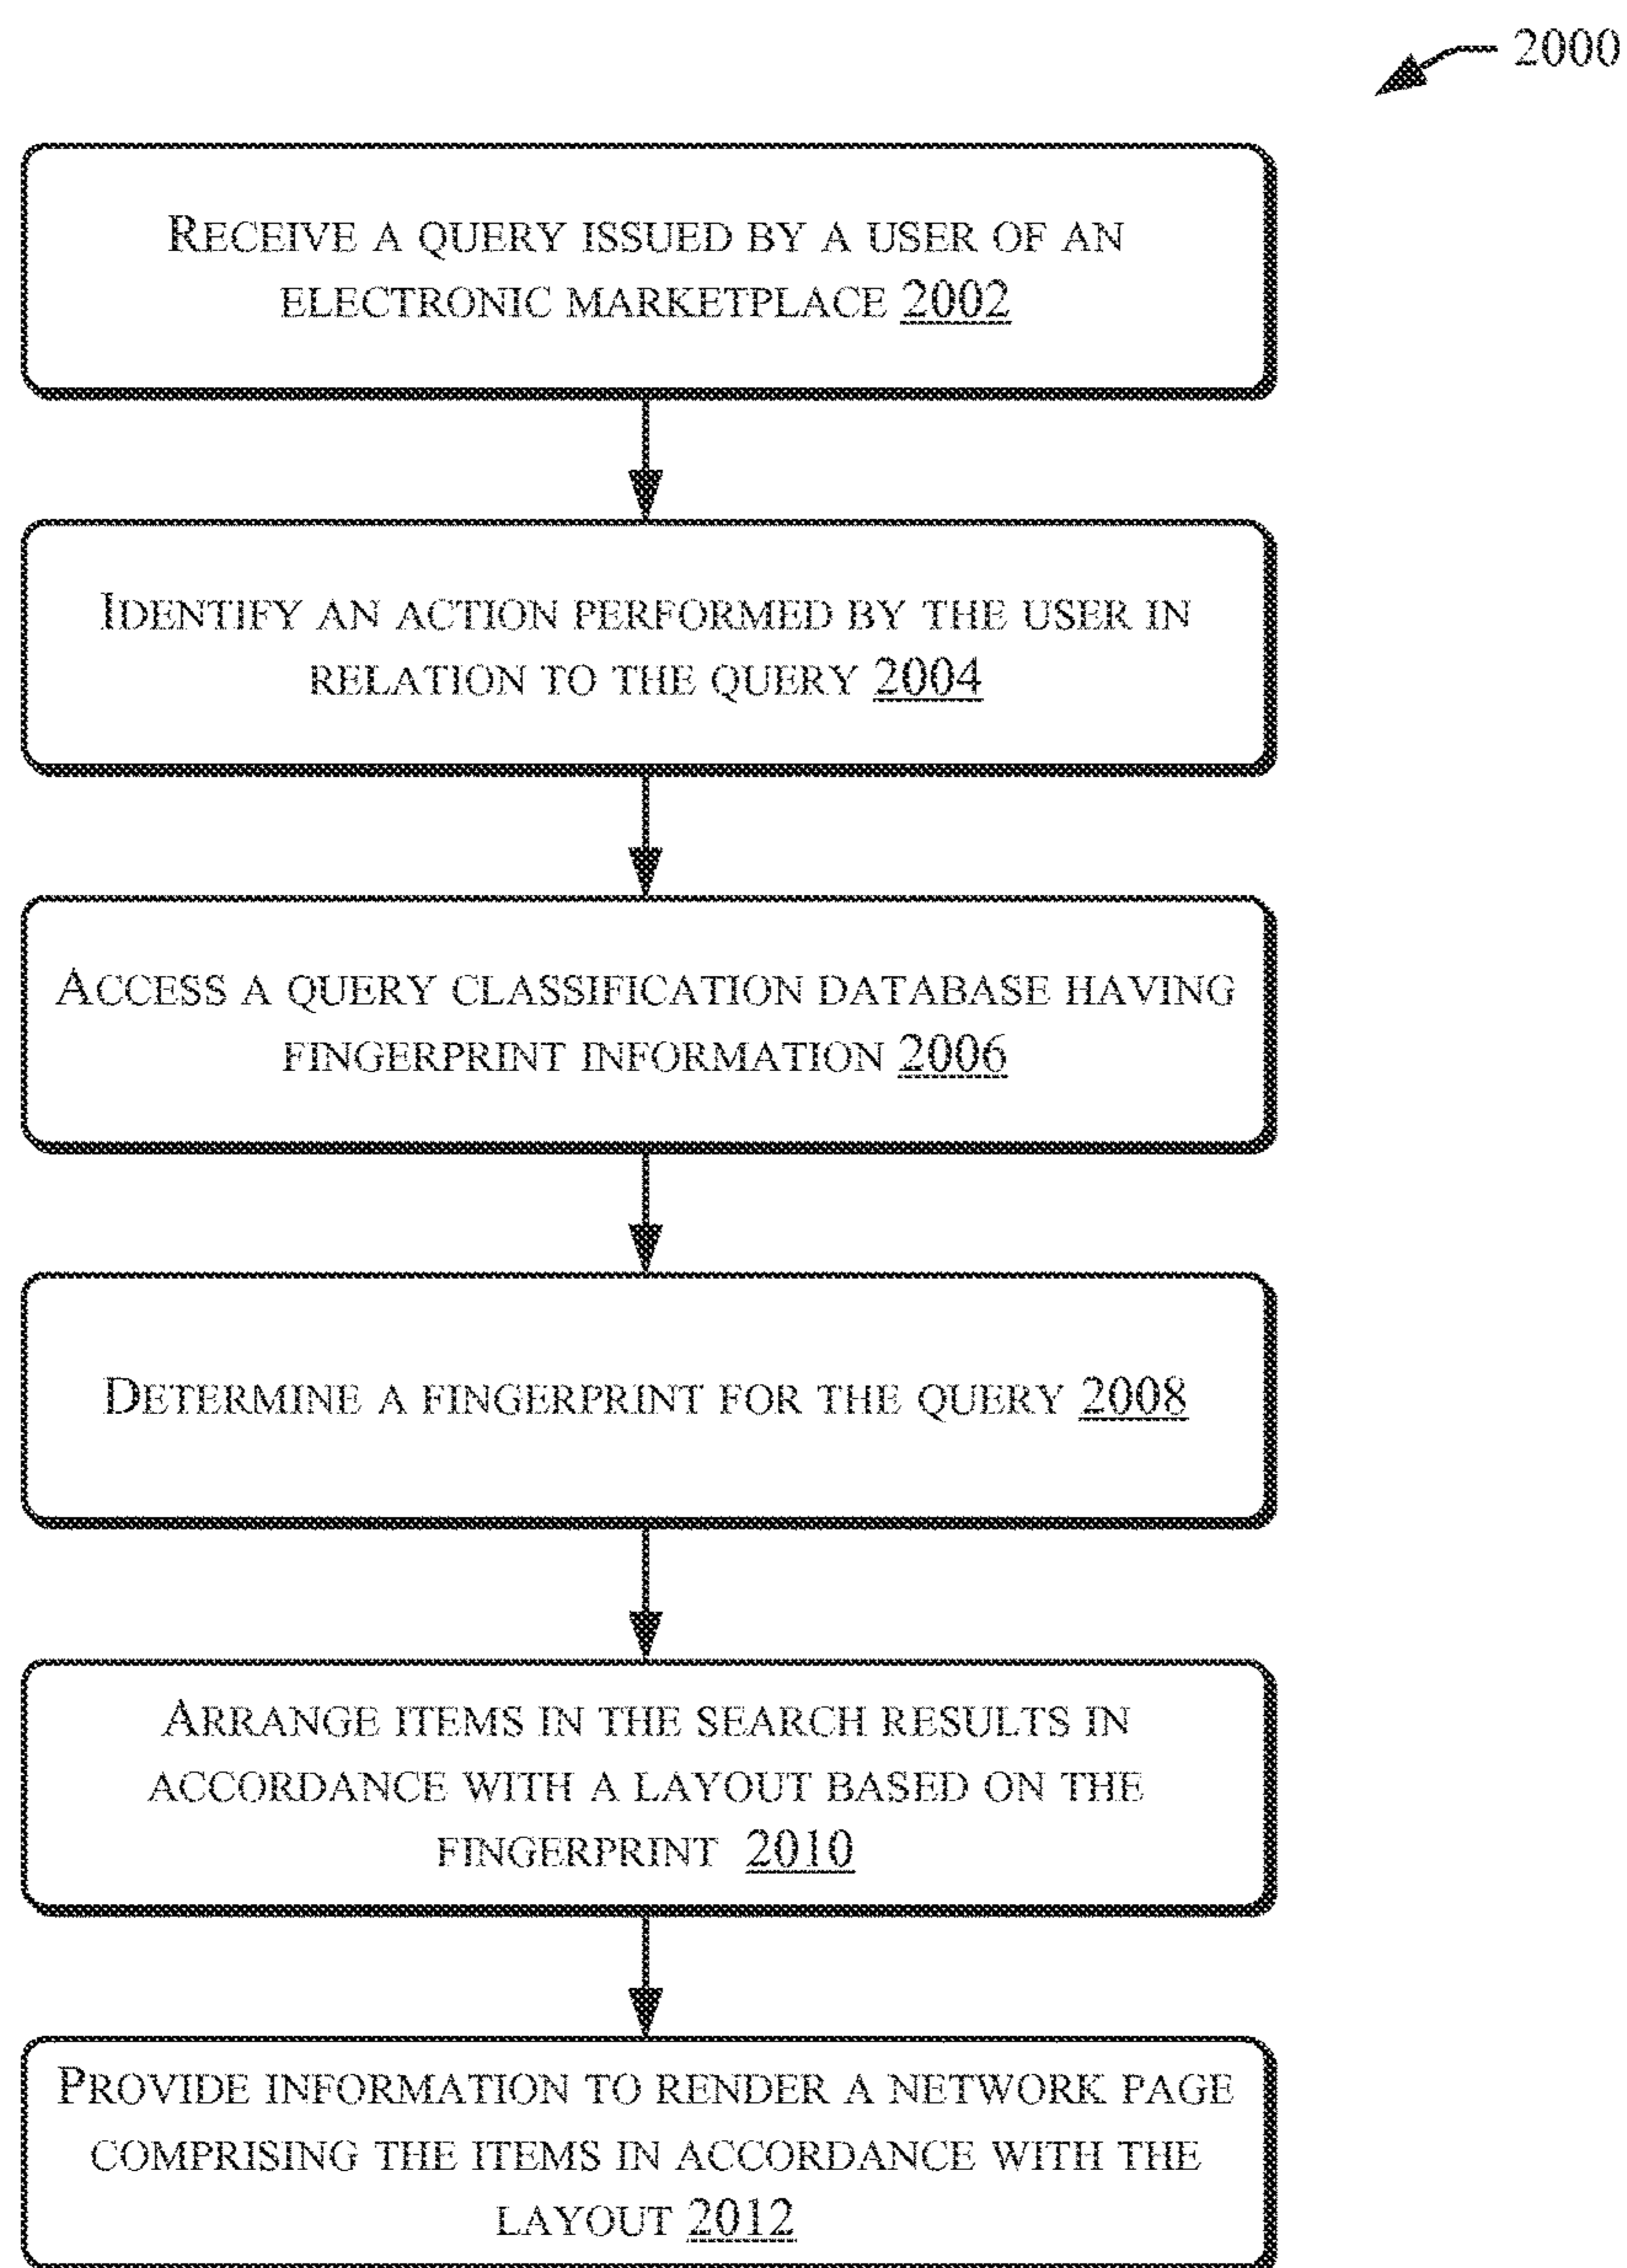 2000
RECEIVE A QUERY ISSUED BY A USER OF AN
ELECTRONIC MARKETPLACE 2002
IDENTIFY AN ACTION PERFORMED BY THE USER IN
RELATION TO THE QUERY 2004
ACCESS A QUERY CLASSIFICATION DATABASE HAVING
FINGERPRINT INFORMATION 2006
DETERMINE A FINGERPRINT FOR THE QUERY 2008
ARRANGE ITEMS IN THE SEARCH RESULTS IN
ACCORDANCE WITH A LAYOUT BASED ON THE
FINGERPRINT 2010
PROVIDE INFORMATION TO RENDER A NETWORK PAGE
COMPRISING THE ITEMS IN ACCORDANCE WITH THE
LAYOUT 2012